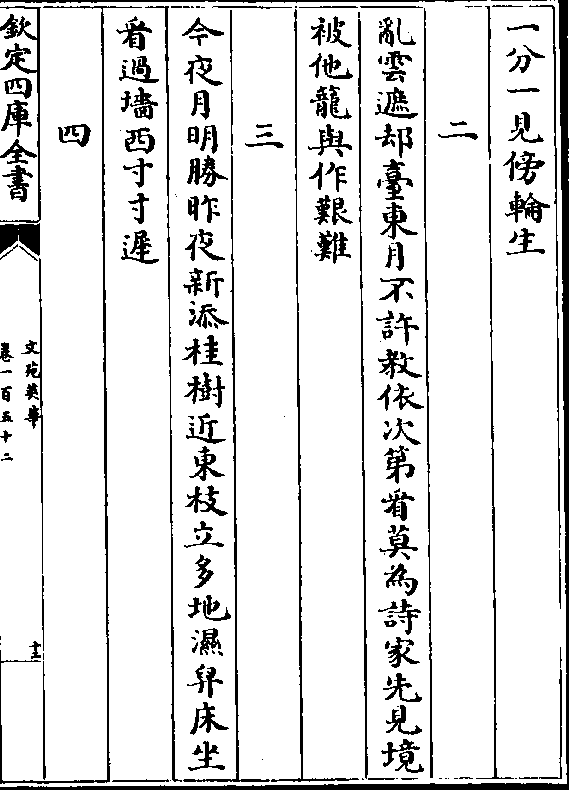 一分一見傍輪生
二
亂雲遮却臺東月不許教依次第看莫為詩家先見境
被他籠與作艱難
三
今夜月明勝昨夜新添桂樹近東枝立多地濕舁床坐
看過墻西寸寸遲
四
欽定四庫全書
文苑英華
卷一百五十二
十三